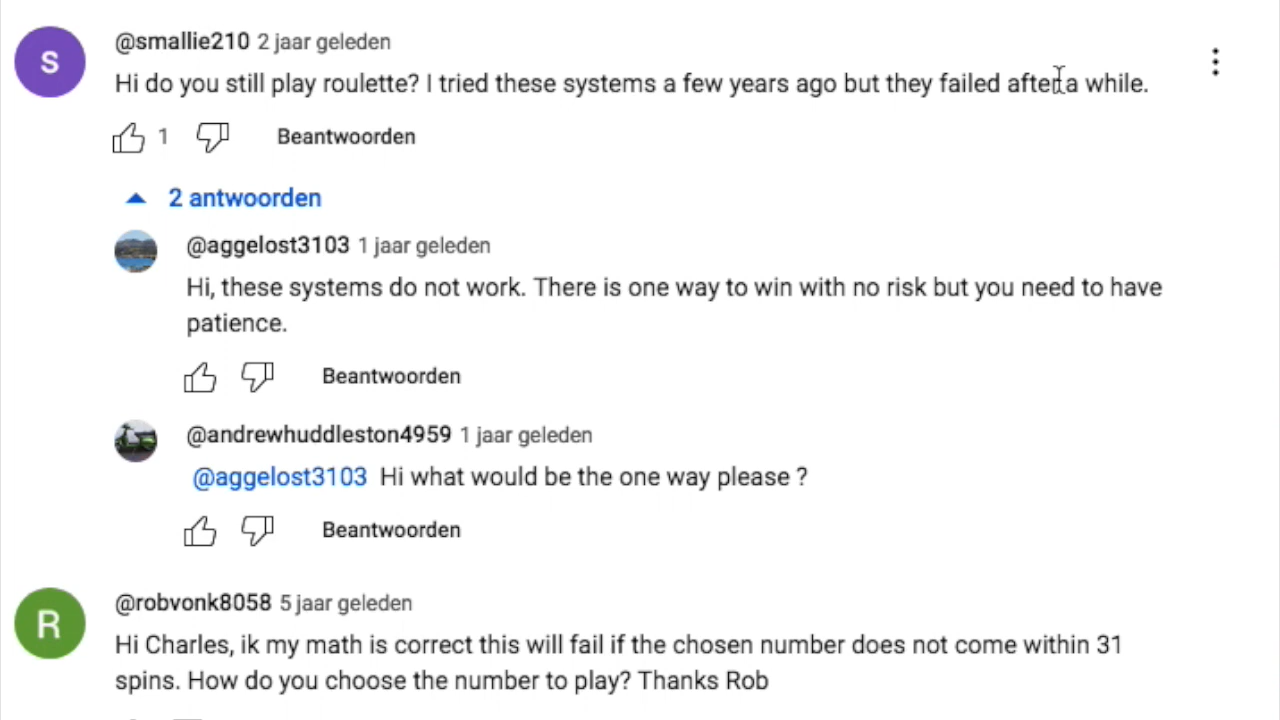 S
@smallie210 2 jaar geleden
Hi do you still play roulette? I tried these systems a few years ago but they failed after a while.
1
Beantwoorden
2 antwoorden
@aggelost3103 1 jaar geleden
Hi, these systems do not work. There is one way to win with no risk but you need to have
patience.
Beantwoorden
@andrewhuddleston4959 1 jaar geleden
@aggelost3103 Hi what would be the one way please ?
Beantwoorden
R
@robvonk8058 5 jaar geleden
Hi Charles, ik my math is correct this will fail if the chosen number does not come within 31
spins. How do you choose the number to play? Thanks Rob